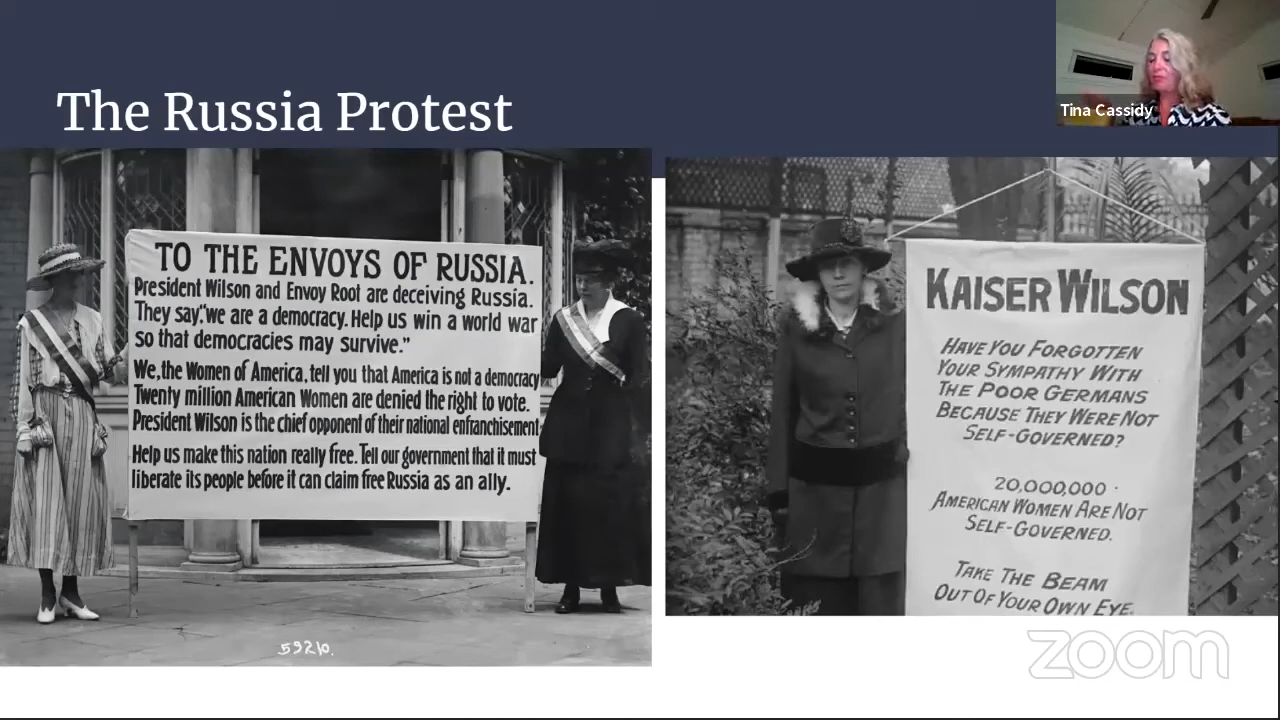 The Russia Protest
Tina Cassidy
TO THE ENVOYS OF RUSSIA.
President Wilson and Envoy Root are deceiving Russia.
They say,"we are a democracy. Help us win a world war
so that democracies may survive."
We, the Women of America, tell you that America is not a democracy
Twenty million American Women are denied the right to vote.
President Wilson is the chief opponent of their national enfranchisement
Help us make this nation really free. Tell our government that it must
liberate its people before it can claim free Russia as an ally.
53210.
KAISER WILSON
HAVE YOU FORGOTTEN
YOUR SYMPATHY WITH
THE POOR GERMANS
BECAUSE THEY WERE NOT
SELF-GOVERNED?
20,000,000
AMERICAN WOMEN ARE NOT
SELF-GOVERNED.
TAKE THE BEAM
OUT OF YOUR OWN EYE.
zoom